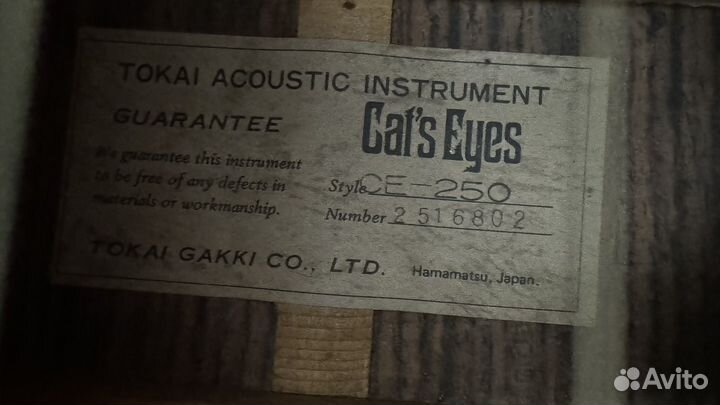 TOKAI ACOUSTIC INSTRUMENT
GUARANTEE
Cat's Eyes
We guarantee this instrument
to be free of any defects in
materials or workmanship.
Style CE-250
Number 2516802
TOKAI GAKKI CO., LTD. Hamamatsu, Japan.
Avito